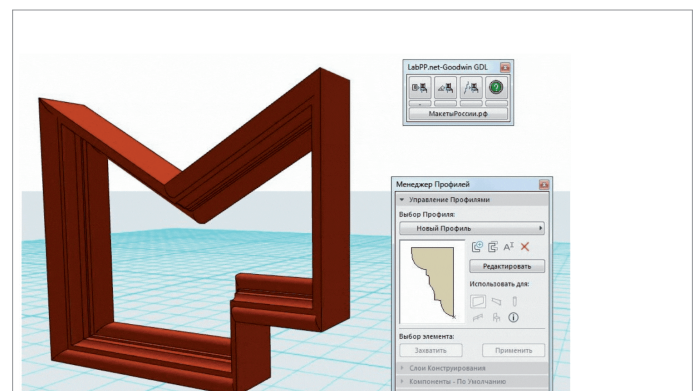 LabPP.net-Goodwin GDL
МакетыРоссии.рф
Менеджер Профилей
Управление Профилями
Выбор Профиля:
Новый Профиль
Редактировать
Использовать для:
Выбор элемента:
Захватить
Применить
Слои Конструирования
Компоненты - По Умолчанию